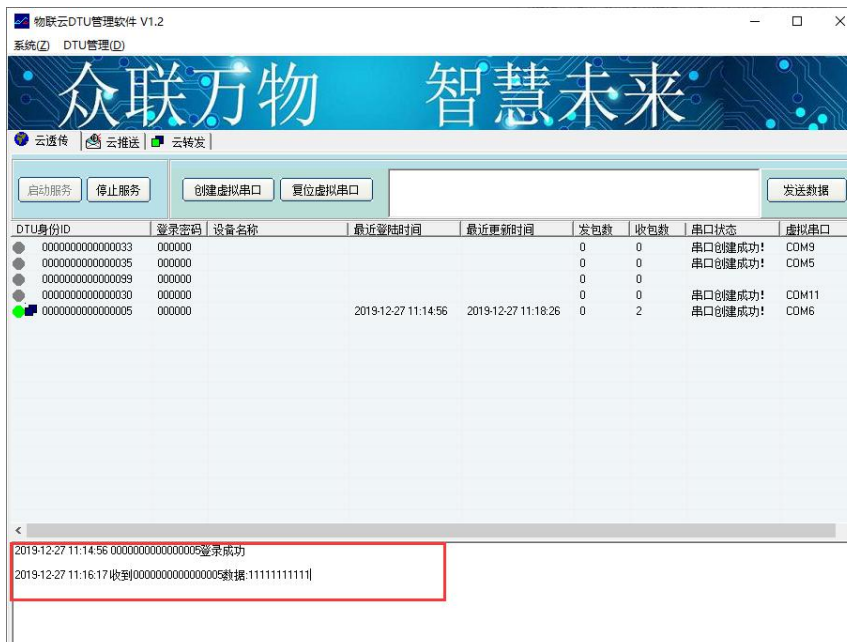 物联云DTU管理软件 V1.2
系统(Z) DTU管理(D)
众联万物 智慧未来
云透传 云推送 云转发
启动服务 停止服务 创建虚拟串口 复位虚拟串口 发送数据
DTU身份ID 登录密码 设备名称 最近登陆时间 最近更新时间 发包数 收包数 串口状态 虚拟串口
0000000000000033 000000 0 0 串口创建成功! COM9
0000000000000035 000000 0 0 串口创建成功! COM5
0000000000000099 000000 0 0
0000000000000030 000000 0 0 串口创建成功! COM11
0000000000000005 000000 2019-12-27 11:14:56 2019-12-27 11:18:26 0 2 串口创建成功! COM6
2019-12-27 11:14:56 0000000000000005登录成功
2019-12-27 11:16:17 收到0000000000000005数据:11111111111